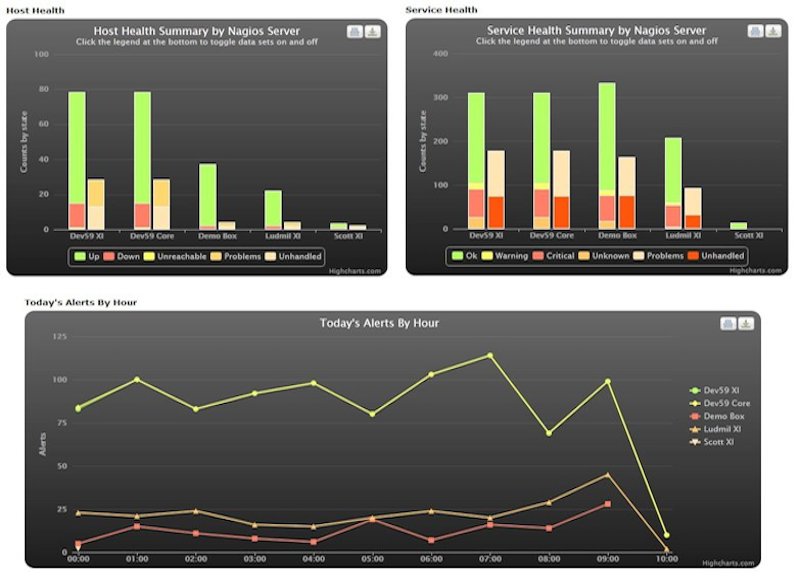 Host Health
Host Health Summary by Nagios Server
Click the legend at the bottom to toggle data sets on and off
Counts by state
100
80
60
40
20
0
Dev59 XI
Dev59 Core
Demo Box
Ludmil XI
Scott XI
Up Down Unreachable Problems Unhandled
Highcharts.com
Service Health
Service Health Summary by Nagios Server
Click the legend at the bottom to toggle data sets on and off
Counts by state
400
300
200
100
0
Dev59 XI
Dev59 Core
Demo Box
Ludmil XI
Scott XI
Ok Warning Critical Unknown Problems Unhandled
Highcharts.com
Today's Alerts By Hour
Today's Alerts By Hour
Alerts
125
100
75
50
25
0
00:00
01:00
02:00
03:00
04:00
05:00
06:00
07:00
08:00
09:00
10:00
Dev59 XI
Dev59 Core
Demo Box
Ludmil XI
Scott XI
Highcharts.com